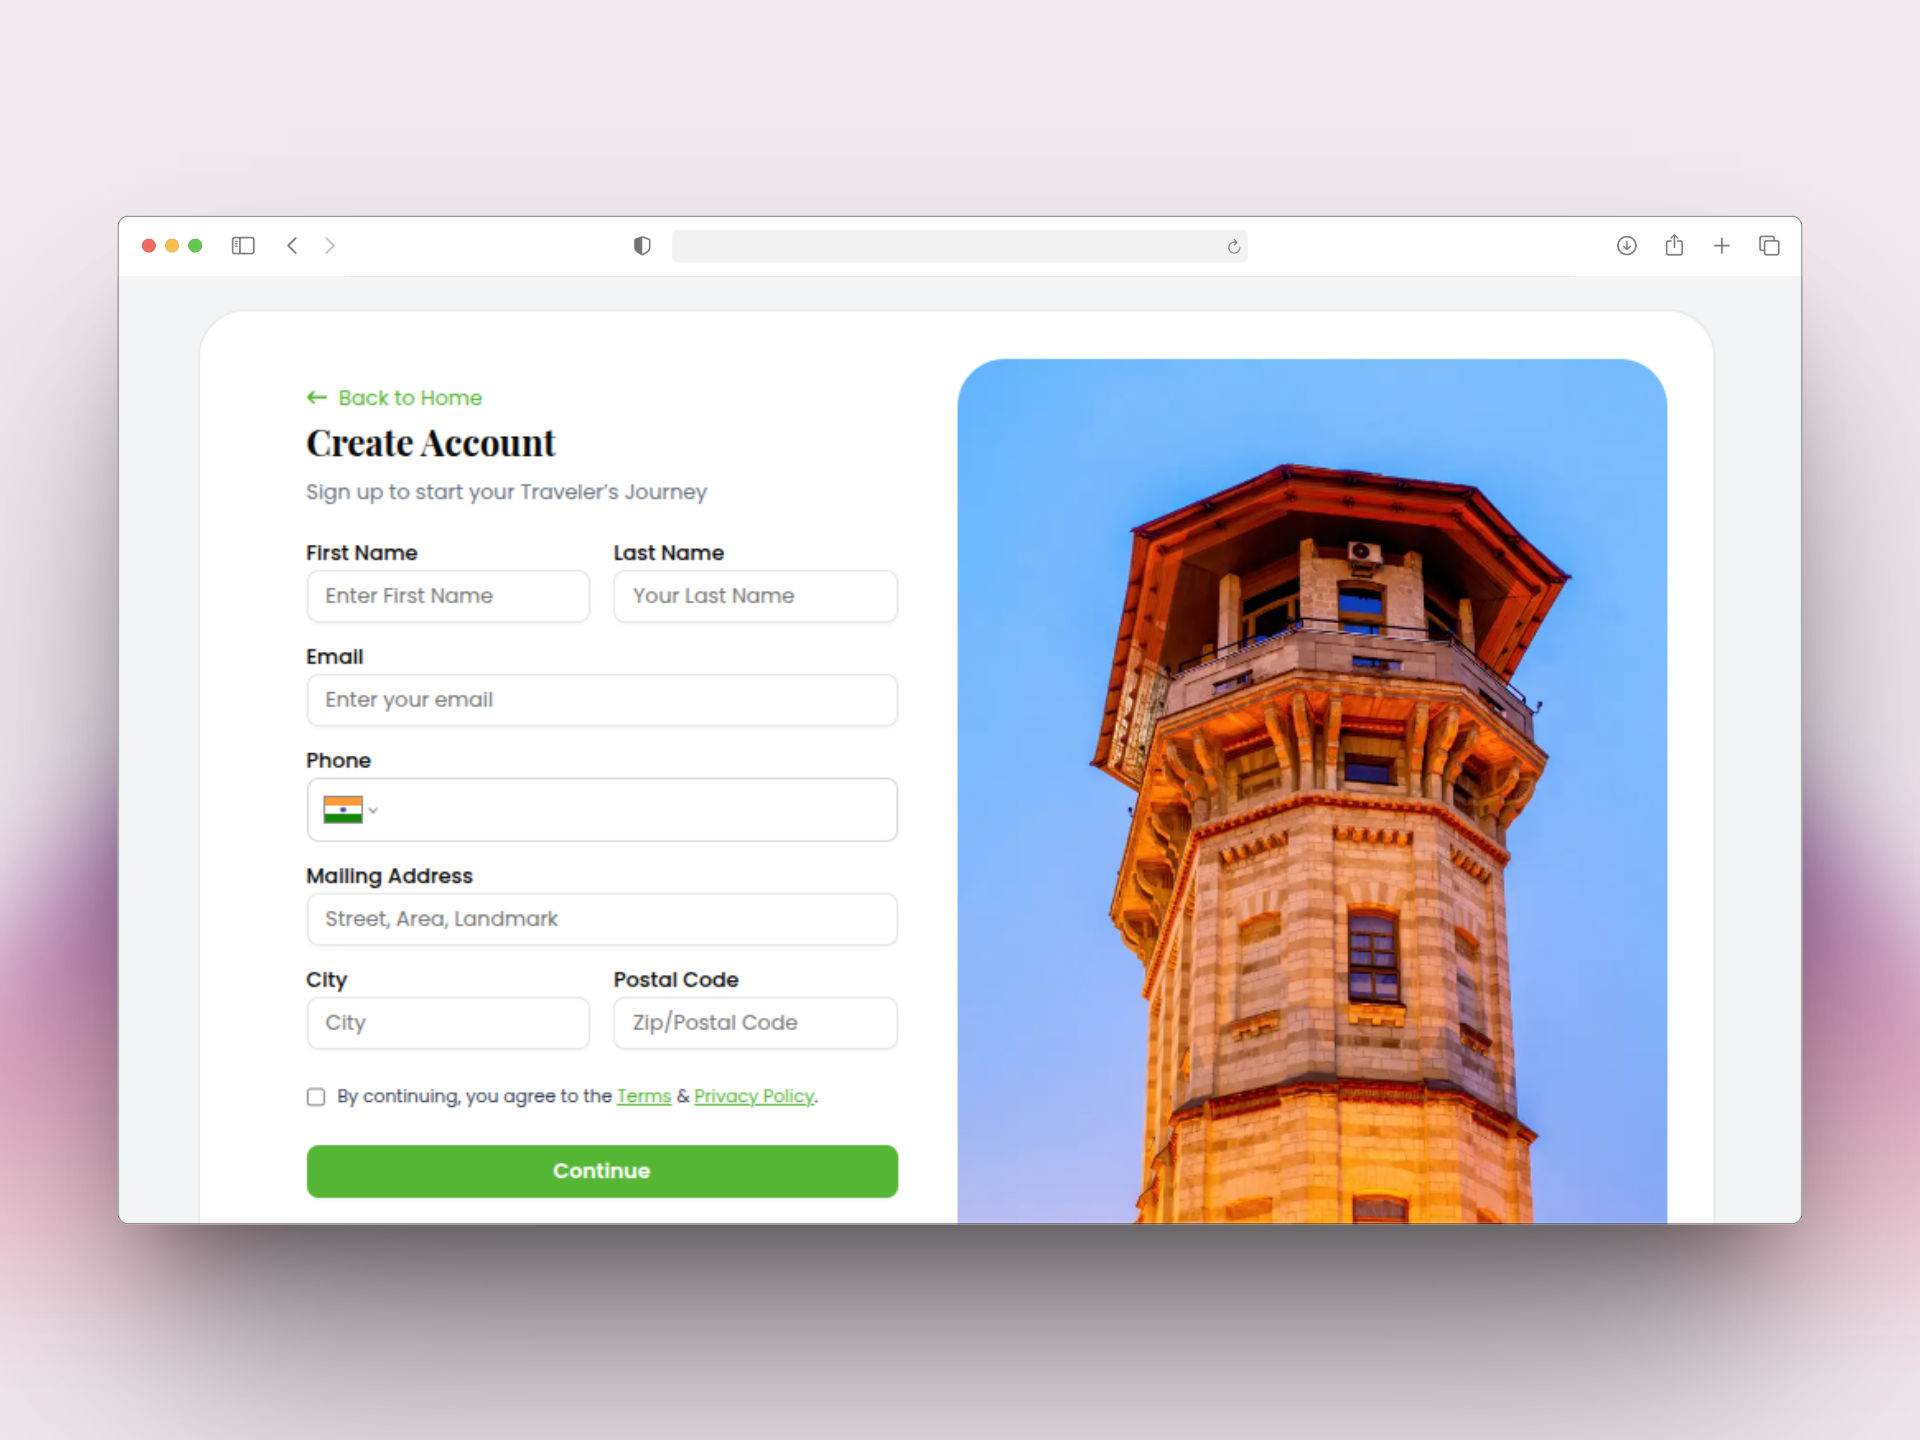 ← Back to Home
Create Account
Sign up to start your Traveler’s Journey
First Name
Last Name
Enter First Name
Your Last Name
Email
Enter your email
Phone
Mailing Address
Street, Area, Landmark
City
Postal Code
City
Zip/Postal Code
By continuing, you agree to the Terms & Privacy Policy.
Continue